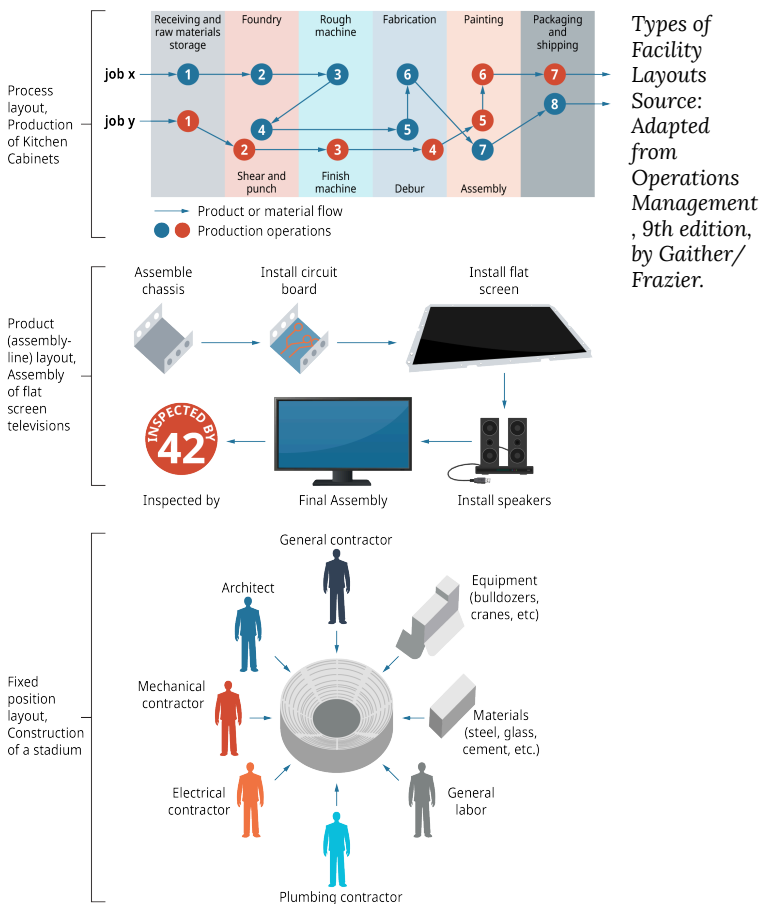 Process
layout,
Production
of Kitchen
Cabinets
Receiving and
raw materials
storage
Foundry
Rough
machine
Fabrication
Painting
Packaging
and
shipping
job x
1
2
3
6
6
7
8
job y
1
4
5
5
2
3
4
7
Shear and
punch
Finish
machine
Debur
Assembly
Product or material flow
Production operations
Types of
Facility
Layouts
Source:
Adapted
from
Operations
Management
, 9th edition,
by Gaither/
Frazier.
Product
(assembly-
line) layout,
Assembly
of flat
screen
televisions
Assemble
chassis
Install circuit
board
Install flat
screen
INSPECTED BY
42
Inspected by
Final Assembly
Install speakers
Fixed
position
layout,
Construction
of a stadium
General contractor
Architect
Equipment
(bulldozers,
cranes, etc)
Mechanical
contractor
Materials
(steel, glass,
cement, etc.)
Electrical
contractor
General
labor
Plumbing contractor